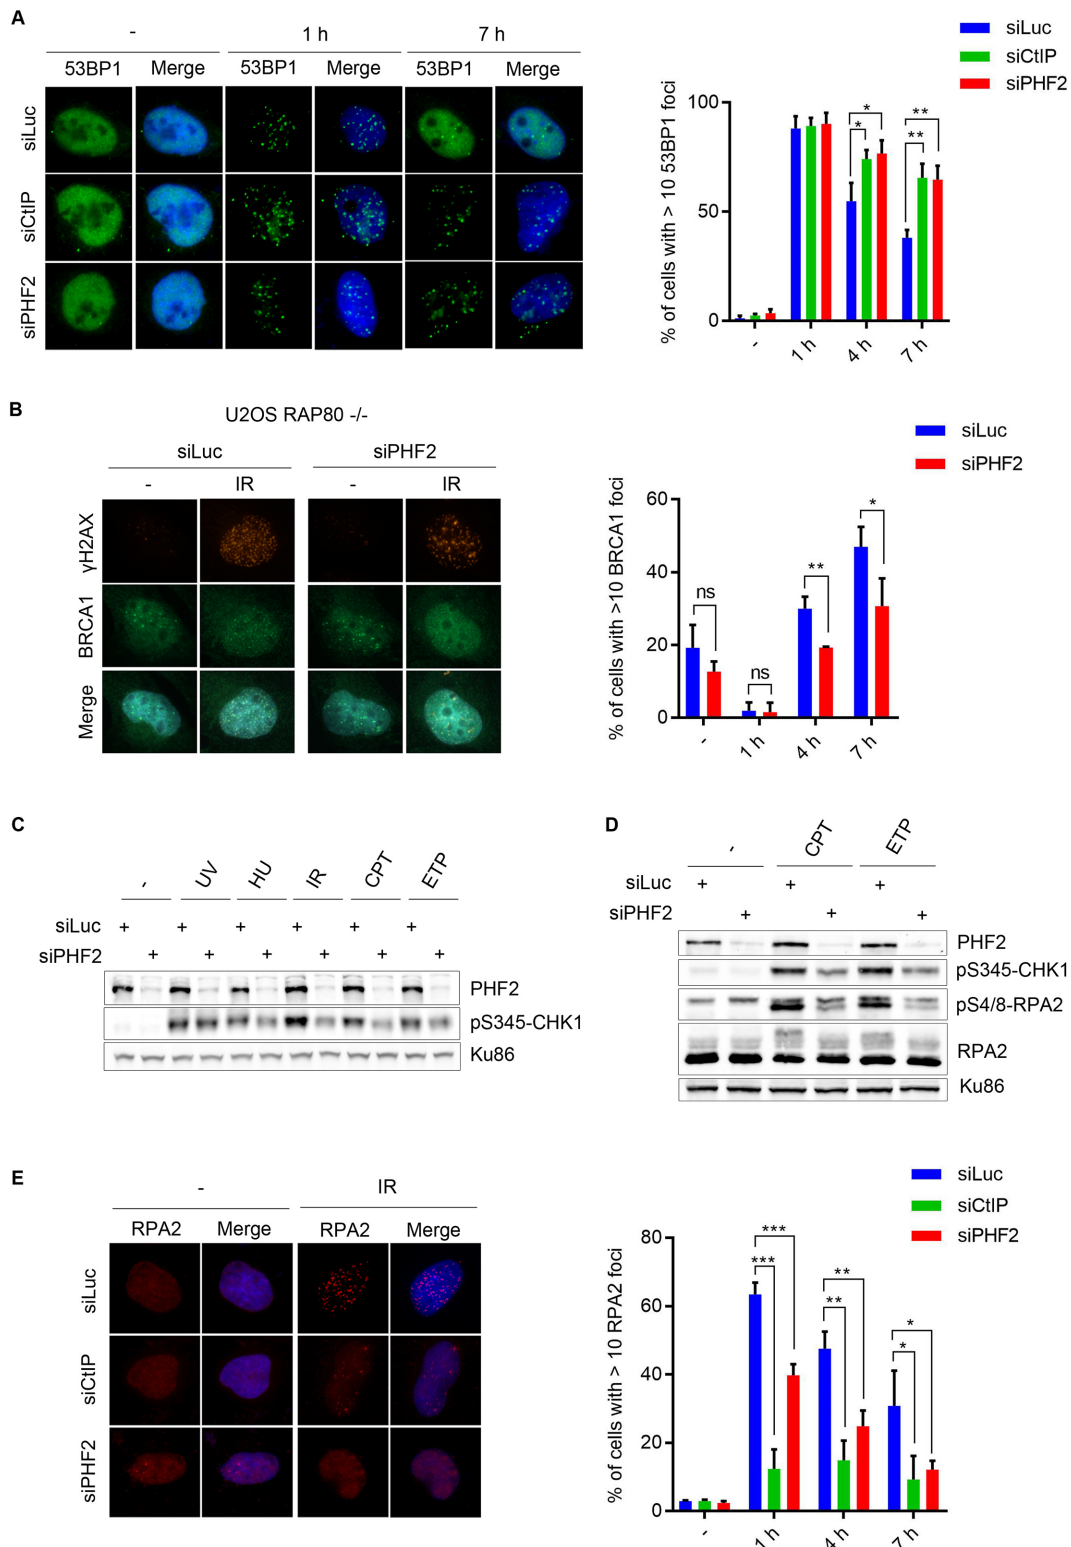 A
- 1 h 7 h
53BP1 Merge 53BP1 Merge 53BP1 Merge
siLuc
siCtIP
siPHF2
siLuc
siCtIP
siPHF2
% of cells with > 10 53BP1 foci
100
50
0
* *
** **
- 1 h 4 h 7 h
B
U2OS RAP80 -/-
siLuc siPHF2
- IR - IR
γH2AX
BRCA1
Merge
siLuc
siPHF2
% of cells with >10 BRCA1 foci
60
40
20
0
ns ns ** *
- 1 h 4 h 7 h
C
- UV HU IR CPT ETP
siLuc + + + + + +
siPHF2 + + + + + +
PHF2
pS345-CHK1
Ku86
D
- CPT ETP
siLuc + + +
siPHF2 + + +
PHF2
pS345-CHK1
pS4/8-RPA2
RPA2
Ku86
E
- IR
RPA2 Merge RPA2 Merge
siLuc
siCtIP
siPHF2
siLuc
siCtIP
siPHF2
% of cells with > 10 RPA2 foci
80
60
40
20
0
*** ***
** **
* *
- 1 h 4 h 7 h